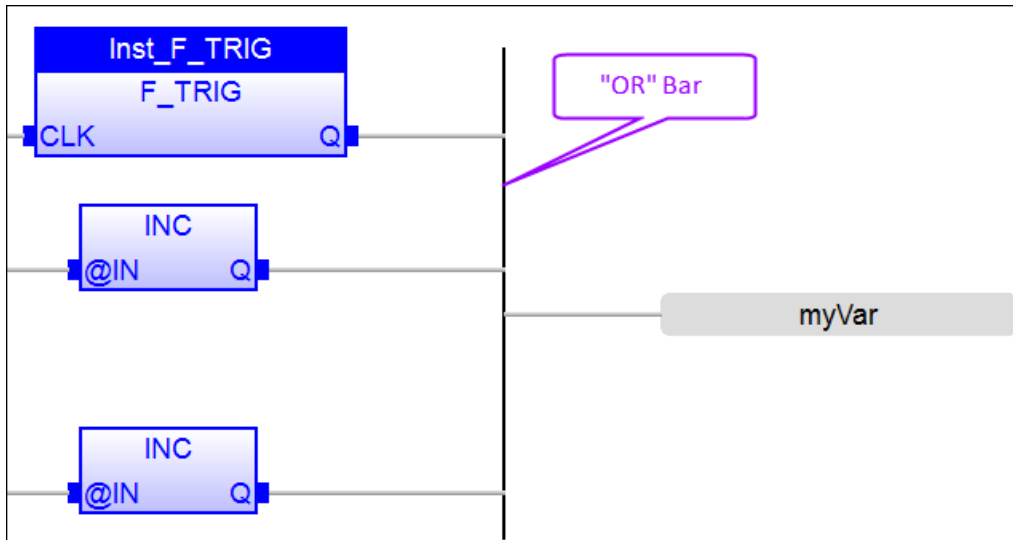 Inst_F_TRIG
F_TRIG
CLK Q
"OR" Bar
INC
@IN Q
myVar
INC
@IN Q